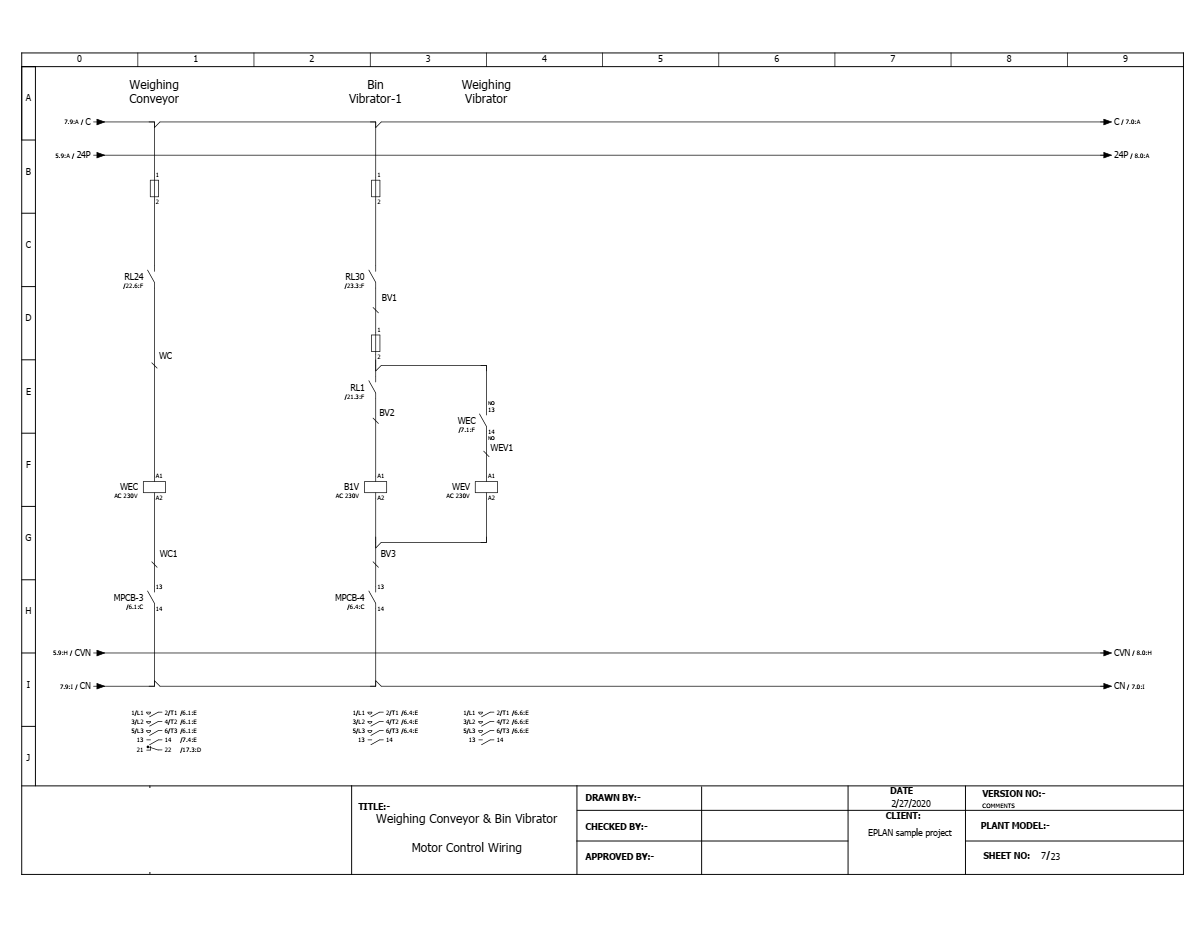 0 1 2 3 4 5 6 7 8 9
A
B
C
D
E
F
G
H
I
J
Weighing
Conveyor
Bin
Vibrator-1
Weighing
Vibrator
7.9:A / C
C / 7.0:A
5.9:A / 24P
24P / 8.0:A
1
2
1
2
RL24
/22.6:F
RL30
/23.3:F
BV1
1
2
WC
RL1
/21.3:F
BV2
NO
13
WEC
/7.1:F
14
NO
WEV1
WEC
AC 230V
A1
A2
B1V
AC 230V
A1
A2
WEV
AC 230V
A1
A2
WC1
BV3
MPCB-3
/6.1:C
13
14
MPCB-4
/6.4:C
13
14
5.9:H / CVN
CVN / 8.0:H
7.9:I / CN
CN / 7.0:I
1/L1 2/T1 /6.1:E
3/L2 4/T2 /6.1:E
5/L3 6/T3 /6.1:E
13 14 /7.4:E
21 22 /17.3:D
1/L1 2/T1 /6.4:E
3/L2 4/T2 /6.4:E
5/L3 6/T3 /6.4:E
13 14
1/L1 2/T1 /6.6:E
3/L2 4/T2 /6.6:E
5/L3 6/T3 /6.6:E
13 14
TITLE:-
Weighing Conveyor & Bin Vibrator
Motor Control Wiring
DRAWN BY:-
CHECKED BY:-
APPROVED BY:-
DATE
2/27/2020
CLIENT:
EPLAN sample project
VERSION NO:-
COMMENTS
PLANT MODEL:-
SHEET NO: 7/23